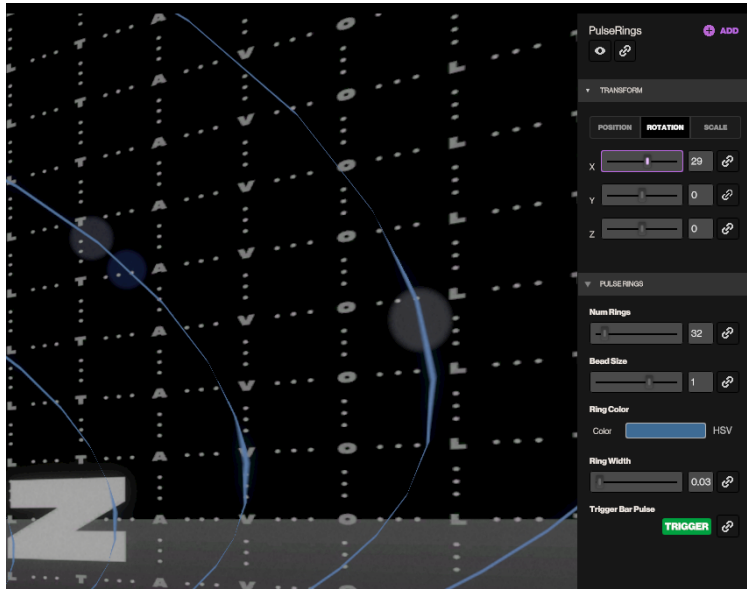 PulseRings
ADD
TRANSFORM
POSITION ROTATION SCALE
X 29
Y 0
Z 0
PULSE RINGS
Num Rings
32
Bead Size
1
Ring Color
Color HSV
Ring Width
0.03
Trigger Bar Pulse
TRIGGER
L T A V O L
L T A V O L
L T A V O L
L T A V O L
L T A V O L
L T A V O L
Z